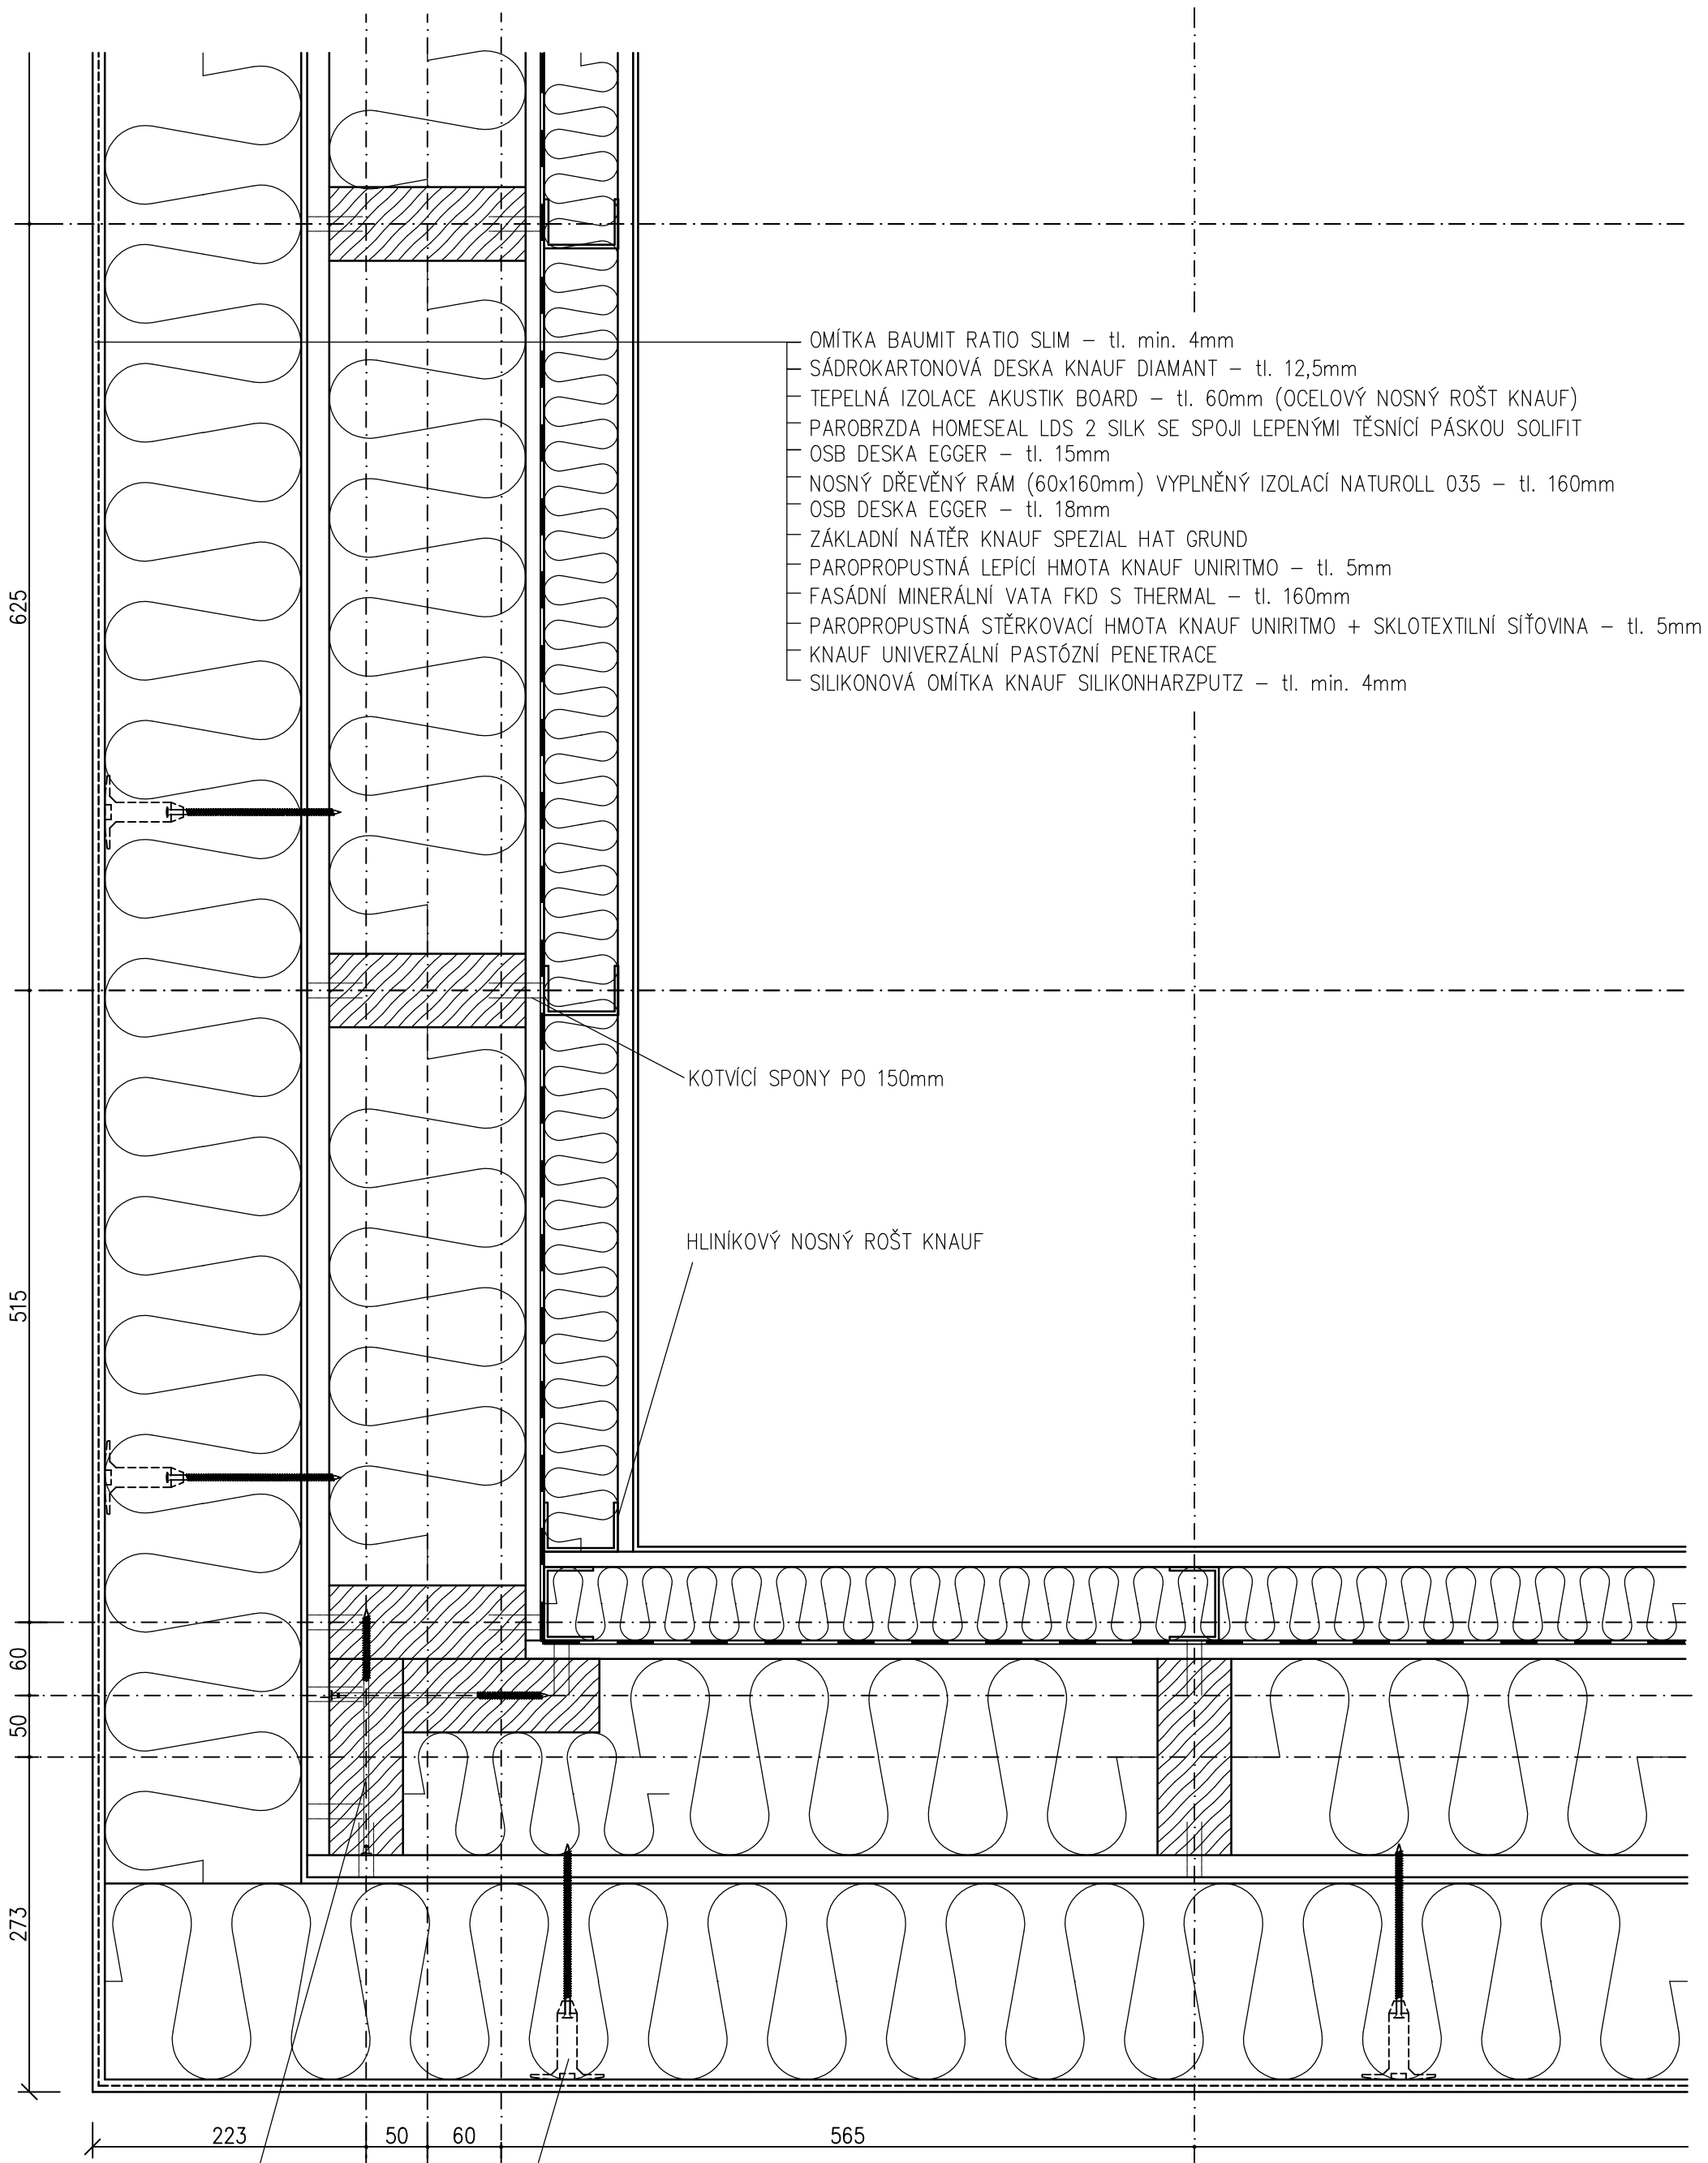 OMÍTKA BAUMIT RATIO SLIM – tl. min. 4mm
SÁDROKARTONOVÁ DESKA KNAUF DIAMANT – tl. 12,5mm
TEPELNÁ IZOLACE AKUSTIK BOARD – tl. 60mm (OCELOVÝ NOSNÝ ROŠT KNAUF)
PAROBRZDA HOMESEAL LDS 2 SILK SE SPOJI LEPENÝMI TĚSNÍCÍ PÁSKOU SOLIFIT
OSB DESKA EGGER – tl. 15mm
NOSNÝ DŘEVĚNÝ RÁM (60x160mm) VYPLNĚNÝ IZOLACÍ NATUROLL 035 – tl. 160mm
OSB DESKA EGGER – tl. 18mm
ZÁKLADNÍ NÁTĚR KNAUF SPEZIAL HAT GRUND
PAROPROPUSTNÁ LEPÍCÍ HMOTA KNAUF UNIRITMO – tl. 5mm
FASÁDNÍ MINERÁLNÍ VATA FKD S THERMAL – tl. 160mm
PAROPROPUSTNÁ STĚRKOVACÍ HMOTA KNAUF UNIRITMO + SKLOTEXTILNÍ SÍŤOVINA – tl. 5mm
KNAUF UNIVERZÁLNÍ PASTÓZNÍ PENETRACE
SILIKONOVÁ OMÍTKA KNAUF SILIKONHARZPUTZ – tl. min. 4mm
625
KOTVÍCÍ SPONY PO 150mm
HLINÍKOVÝ NOSNÝ ROŠT KNAUF
515
60
50
273
223
50
60
565